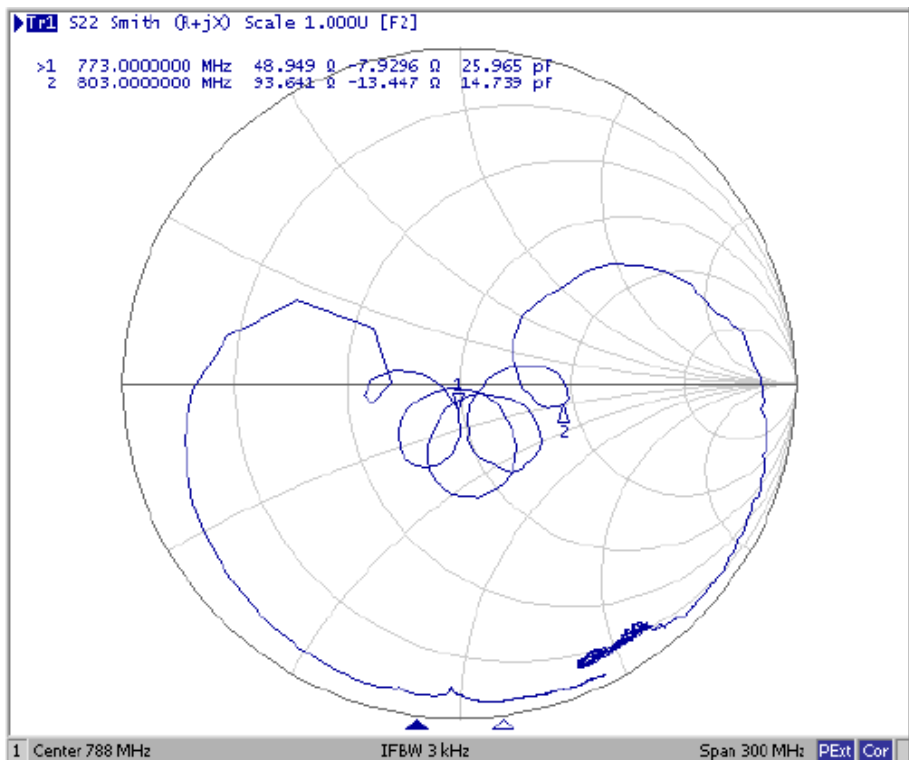 Tr1 S22 Smith (R+jX) Scale 1.000U [F2]
>1 773.0000000 MHz 48.949 Ω -7.9296 Ω 25.965 pF
2 803.0000000 MHz 93.641 Ω -13.447 Ω 14.739 pF
1
2
1 Center 788 MHz IFBW 3 kHz Span 300 MHz PExt Cor